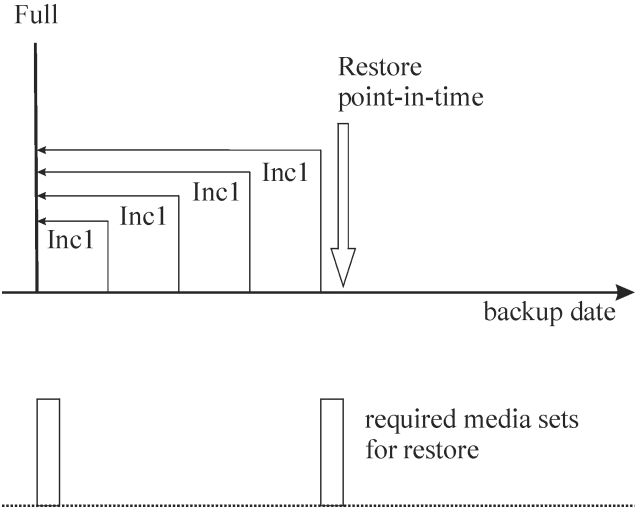 Full
Restore
point-in-time
Inc1
Inc1
Inc1
Inc1
backup date
required media sets
for restore